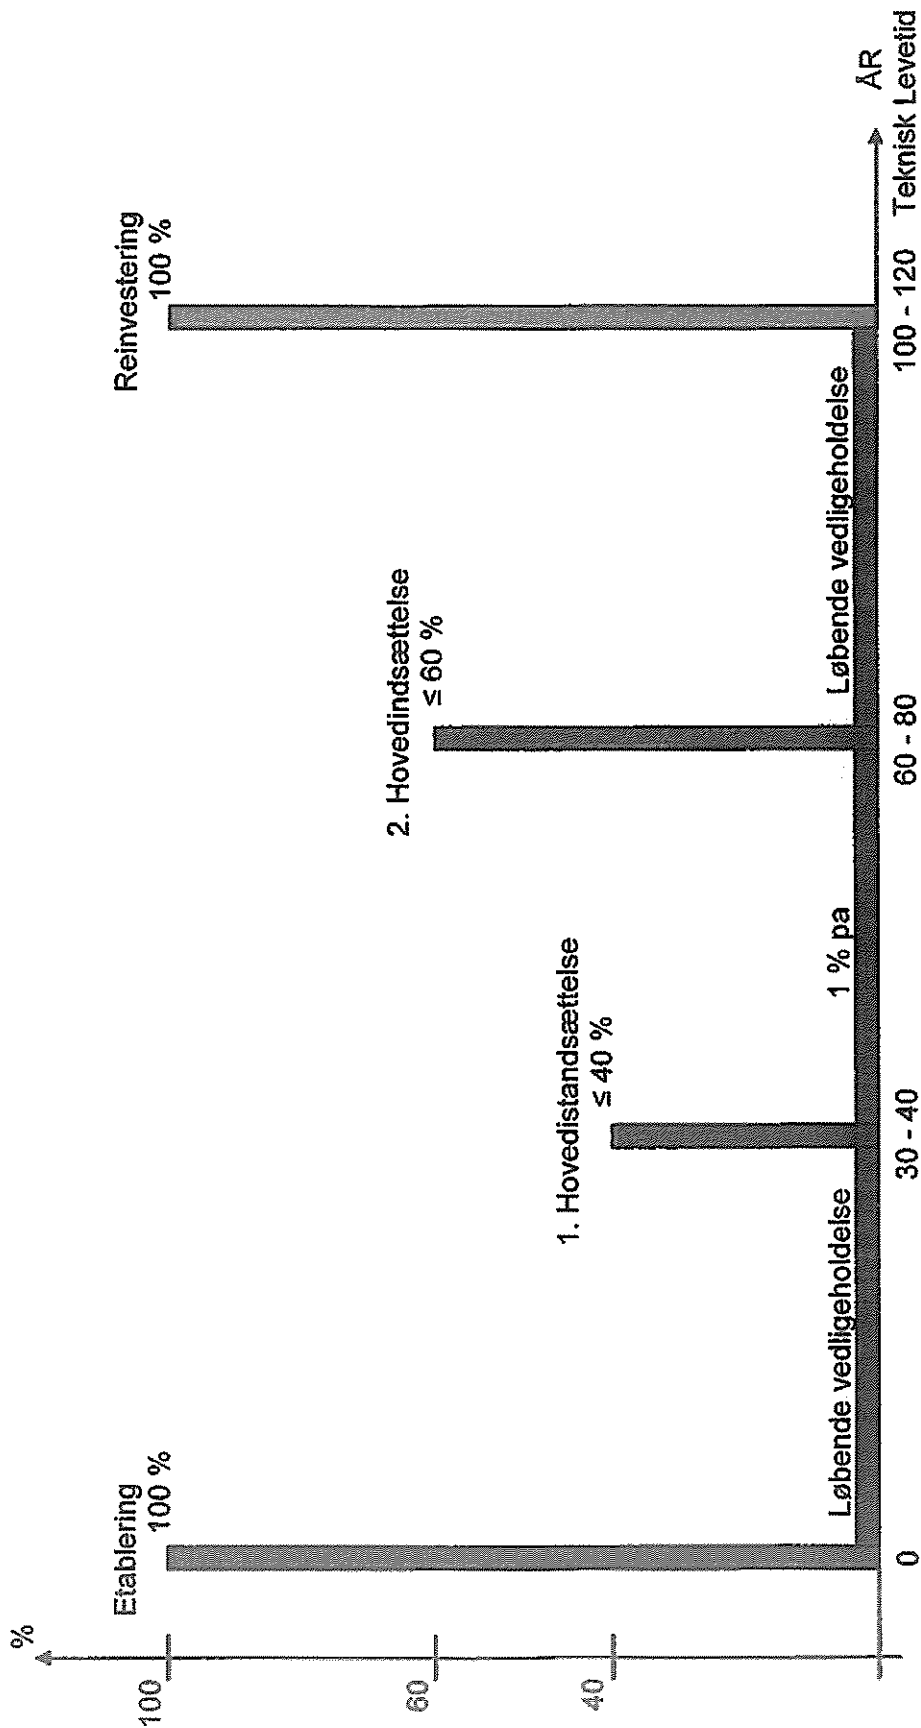 %
100
60
40
Etablering
100 %
Reinvestering
100 %
2. Hovedindsættelse
≤ 60 %
1. Hovedistandsættelse
≤ 40 %
Løbende vedligeholdelse
1 % pa
Løbende vedligeholdelse
ÅR
0
30 - 40
60 - 80
100 - 120
Teknisk Levetid